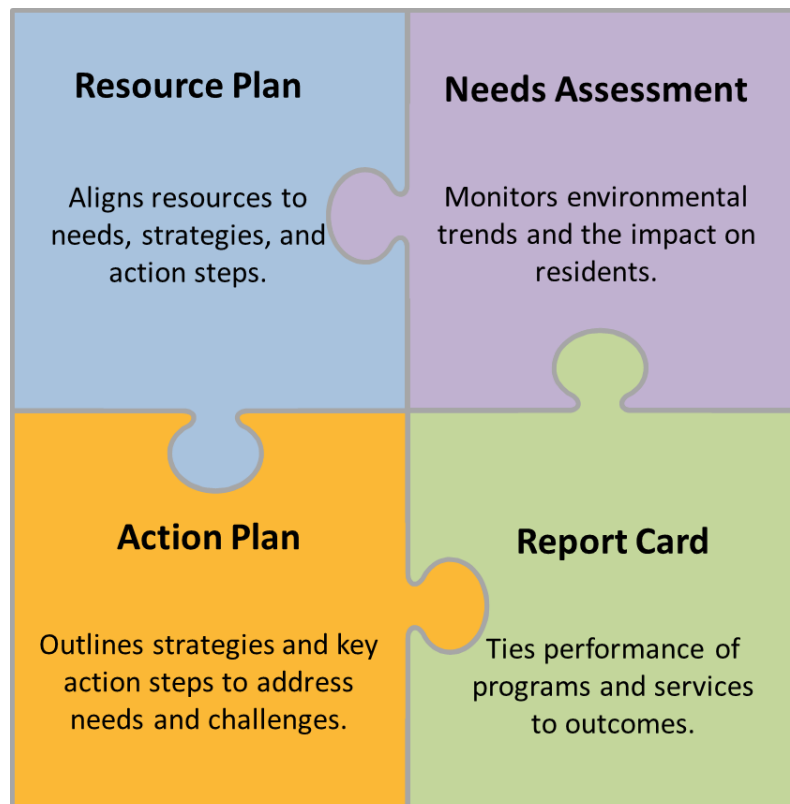 Resource Plan
Aligns resources to
needs, strategies, and
action steps.
Needs Assessment
Monitors environmental
trends and the impact on
residents.
Action Plan
Outlines strategies and key
action steps to address
needs and challenges.
Report Card
Ties performance of
programs and services
to outcomes.